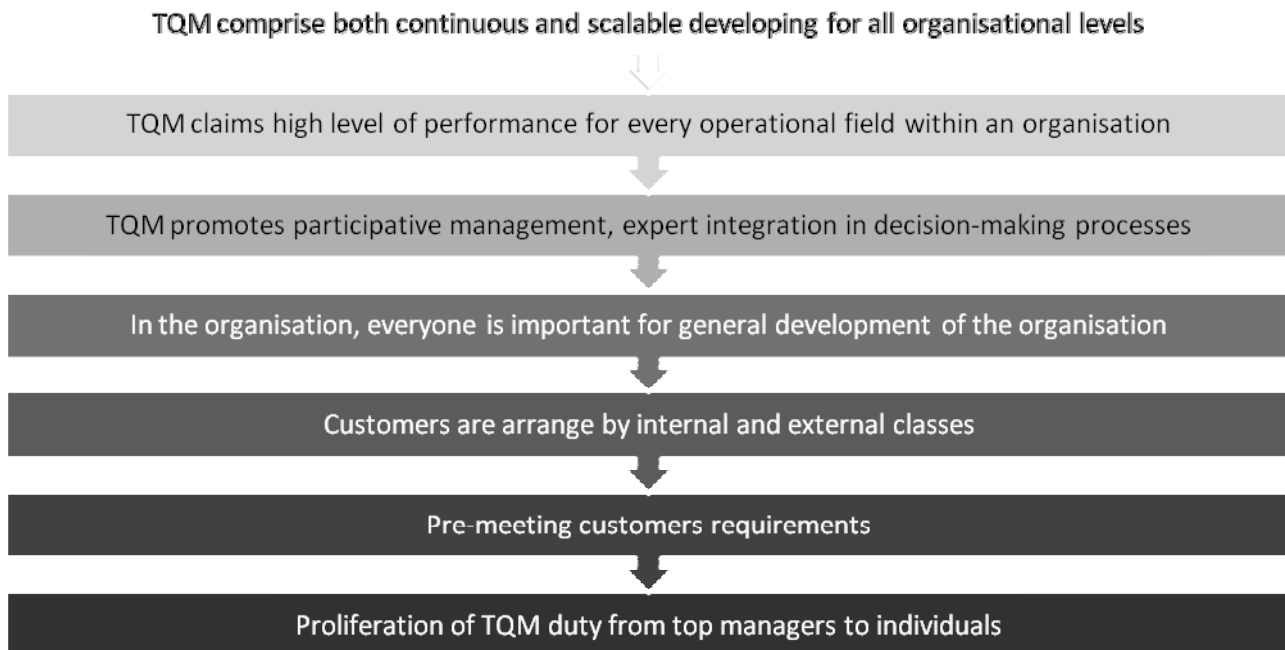 TQM comprise both continuous and scalable developing for all organisational levels
TQM claims high level of performance for every operational field within an organisation
TQM promotes participative management, expert integration in decision-making processes
In the organisation, everyone is important for general development of the organisation
Customers are arrange by internal and external classes
Pre-meeting customers requirements
Proliferation of TQM duty from top managers to individuals